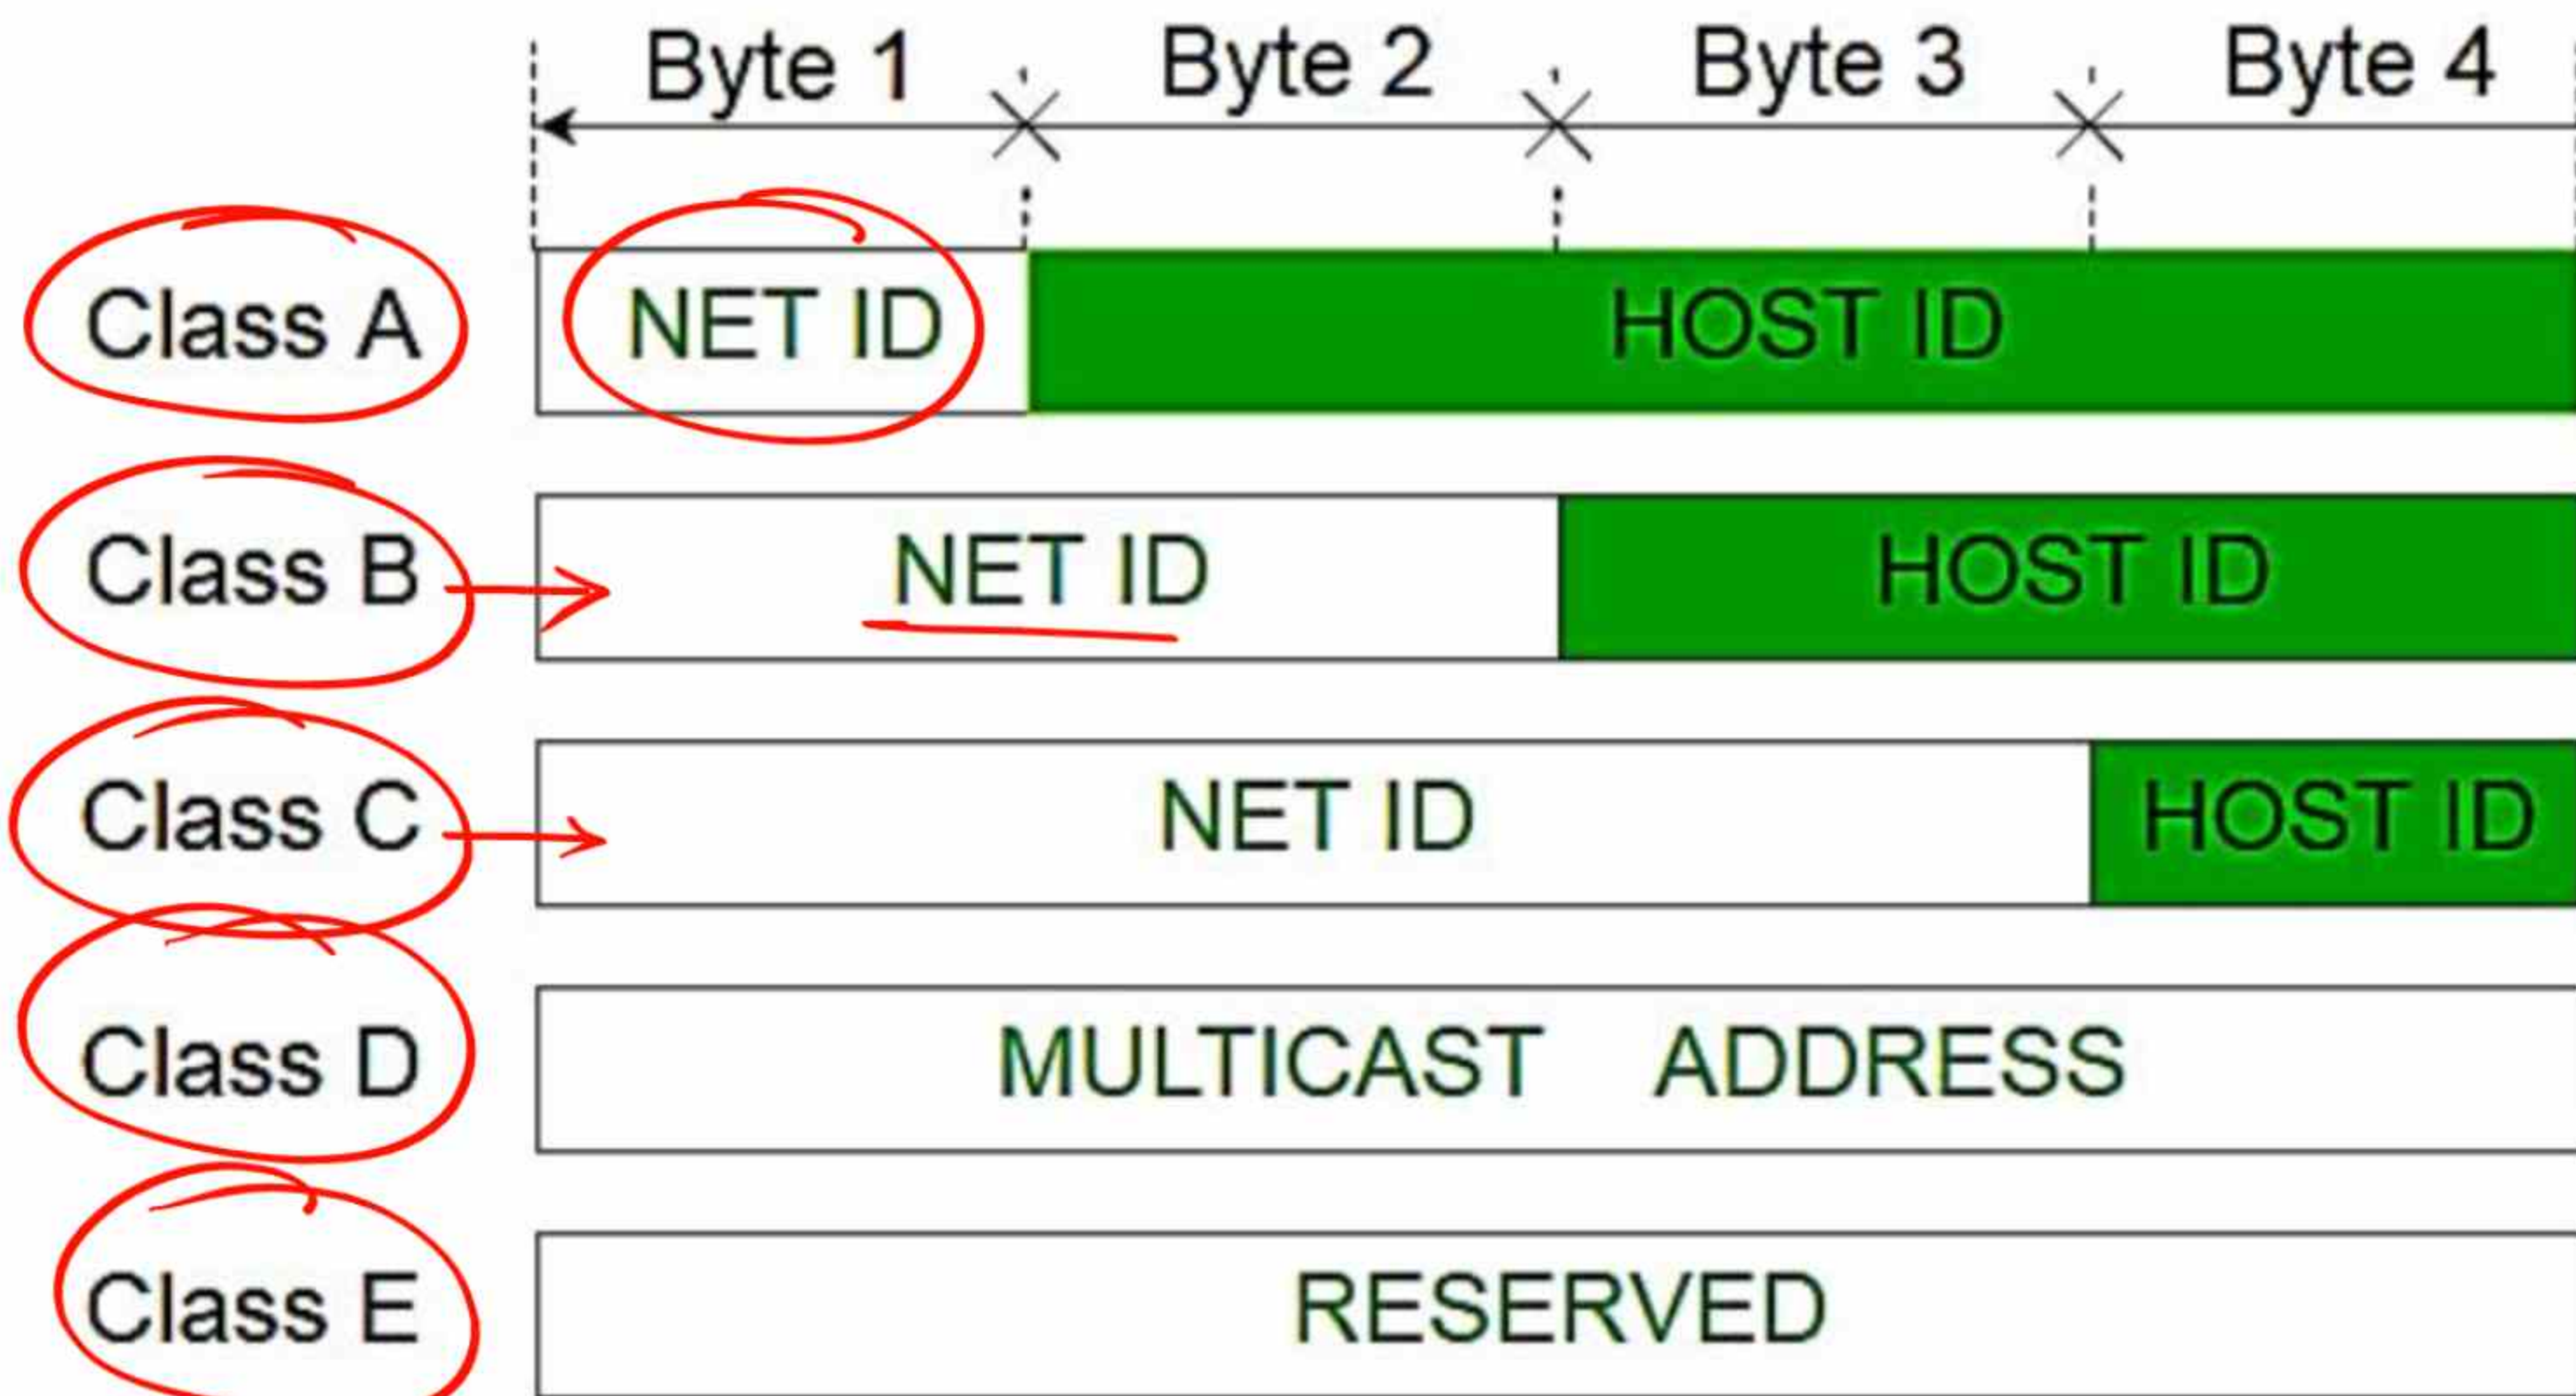 Byte 1 Byte 2 Byte 3 Byte 4
Class A NET ID HOST ID
Class B NET ID HOST ID
Class C NET ID HOST ID
Class D MULTICAST ADDRESS
Class E RESERVED